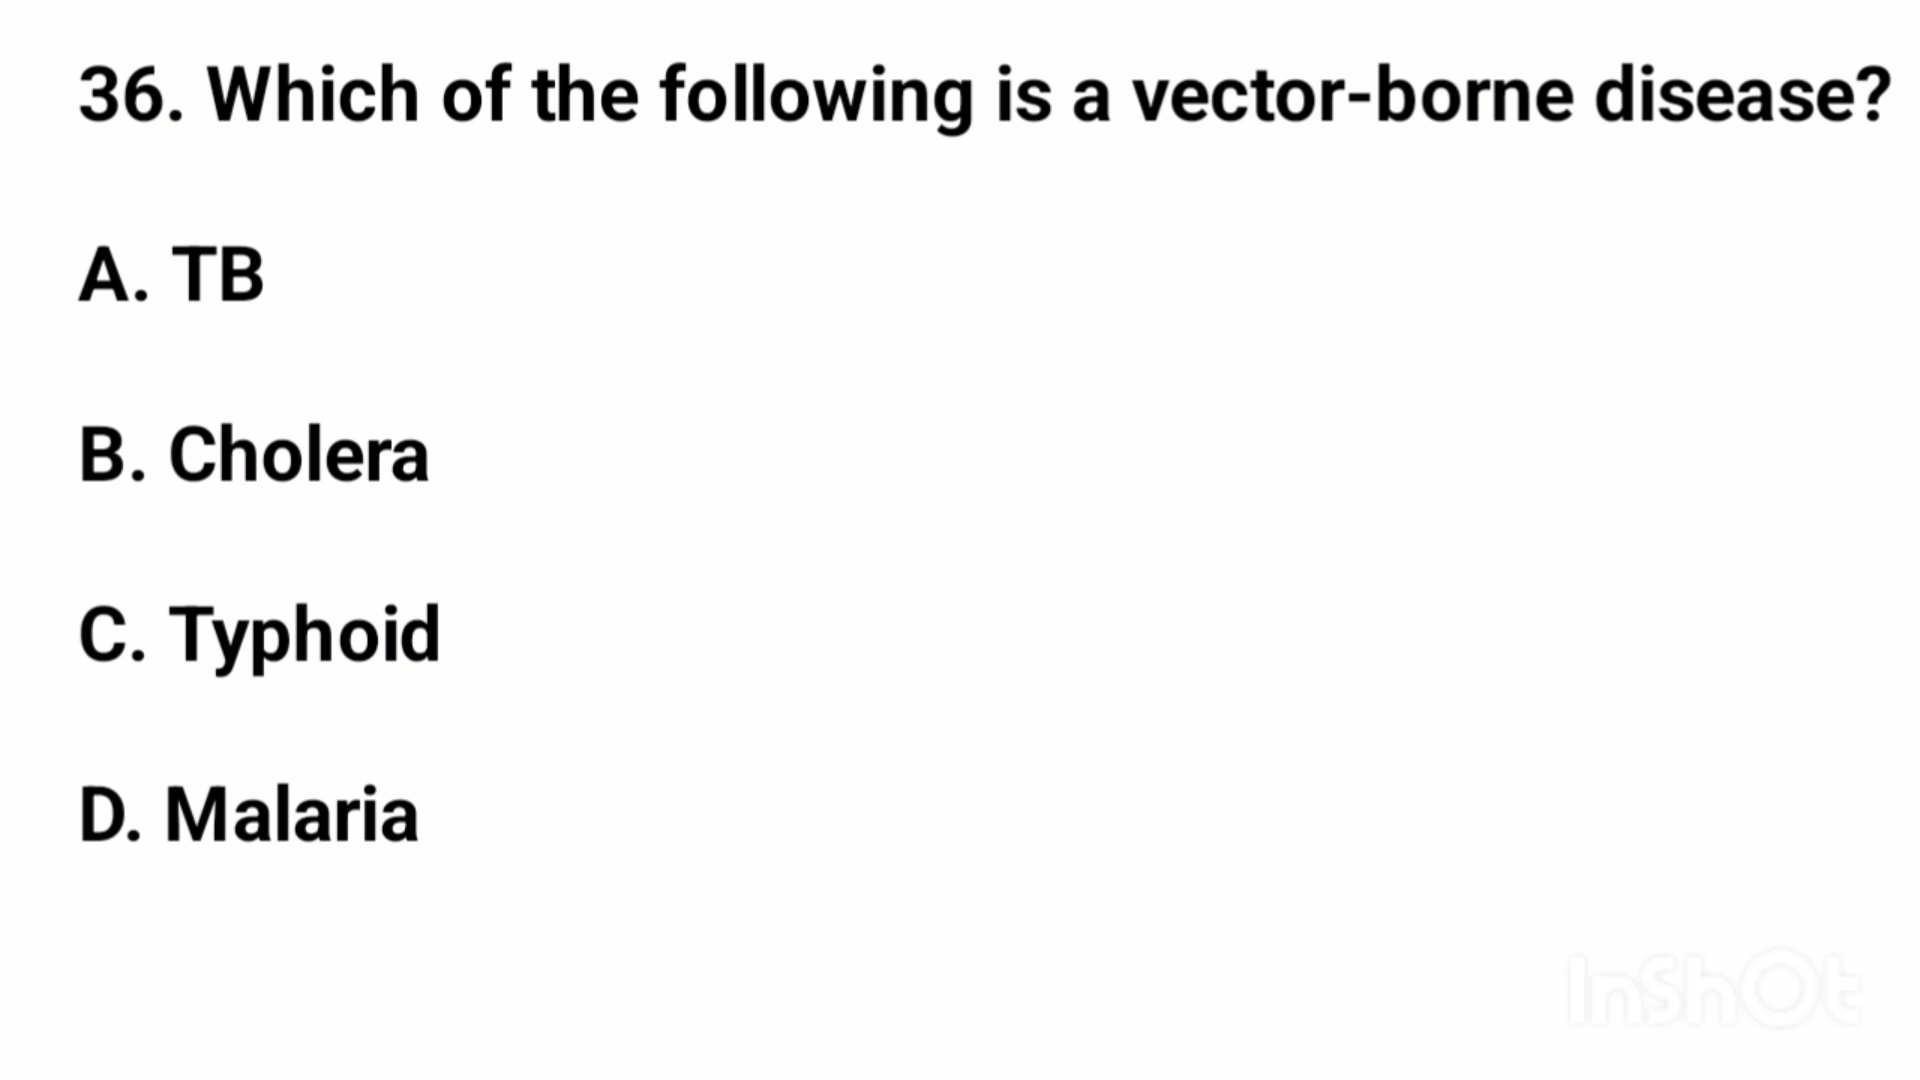 36. Which of the following is a vector-borne disease?
A. TB
B. Cholera
C. Typhoid
D. Malaria
InShOt